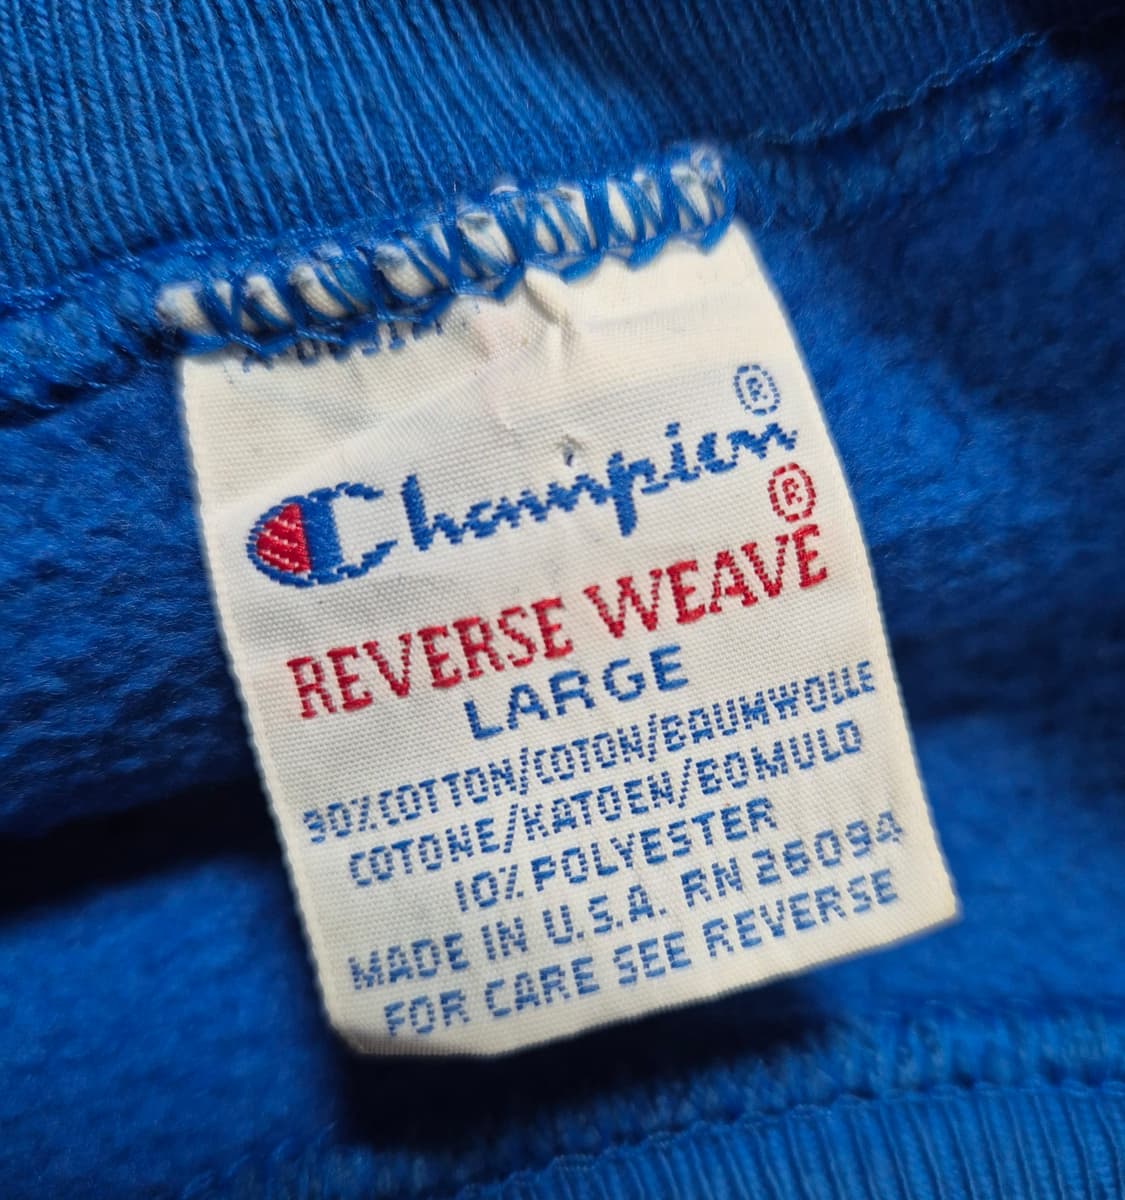 Champion®
REVERSE WEAVE®
LARGE
90%COTTON/COTON/BAUMWOLLE
COTONE/KATOEN/BOMULD
10% POLYESTER
MADE IN U.S.A. RN 26094
FOR CARE SEE REVERSE